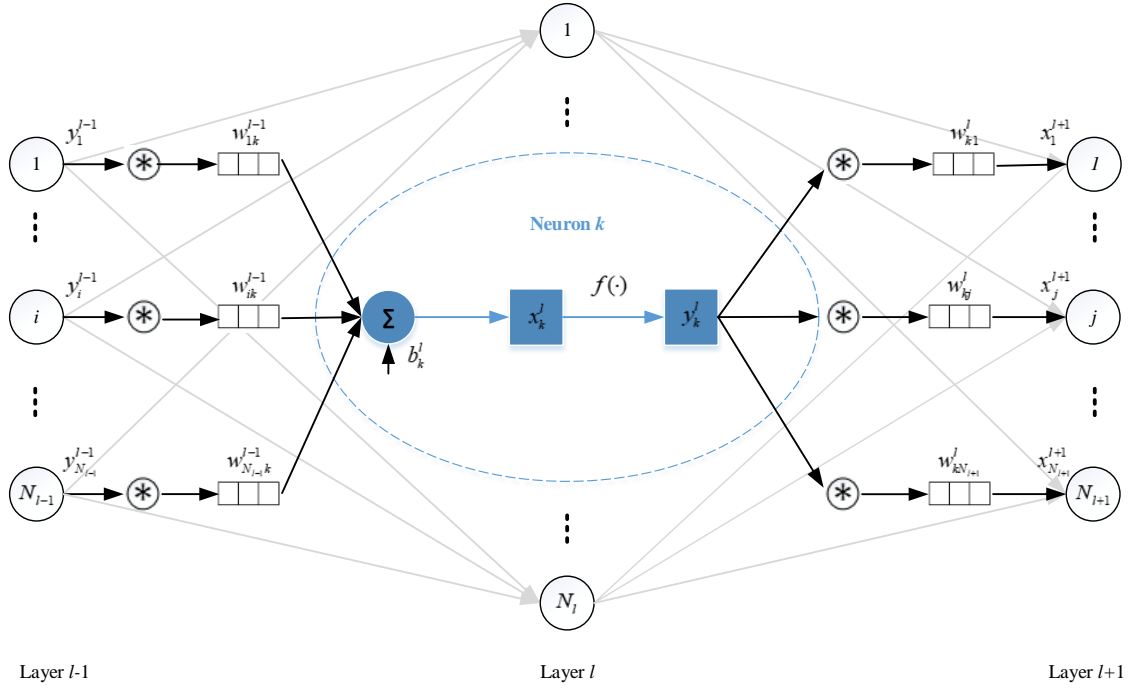 1
y_1^{l-1}
w_{1k}^{l-1}
w_{k1}^{l}
x_1^{l+1}
1
*
*
1
Neuron k
y_i^{l-1}
w_{ik}^{l-1}
f(·)
w_{kj}^{l}
x_j^{l+1}
i
*
Σ
x_k^l
y_k^l
*
j
b_k^l
y_{N_{l-1}}^{l-1}
w_{N_{l-1}k}^{l-1}
w_{kN_{l+1}}^{l}
x_{N_{l+1}}^{l+1}
N_{l-1}
*
*
N_{l+1}
N_l
Layer l-1
Layer l
Layer l+1